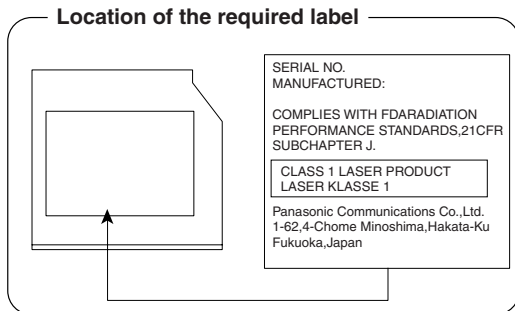 Location of the required label
SERIAL NO.
MANUFACTURED:
COMPLIES WITH FDARADIATION
PERFORMANCE STANDARDS,21CFR
SUBCHAPTER J.
CLASS 1 LASER PRODUCT
LASER KLASSE 1
Panasonic Communications Co.,Ltd.
1-62,4-Chome Minoshima,Hakata-Ku
Fukuoka,Japan